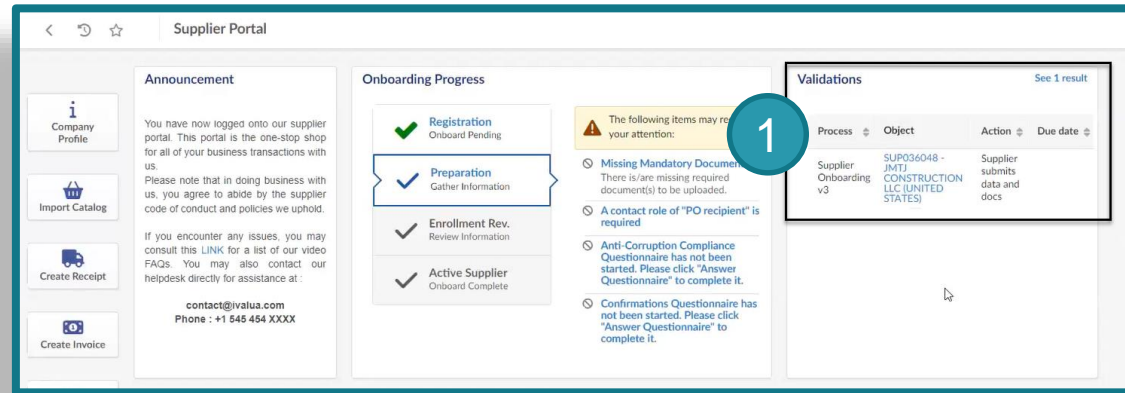 Supplier Portal
i
Company
Profile
Import Catalog
Create Receipt
Create Invoice
Announcement
You have now logged onto our supplier
portal. This portal is the one-stop shop
for all of your business transactions with
us.
Please note that in doing business with
us, you agree to abide by the supplier
code of conduct and policies we uphold.
If you encounter any issues, you may
consult this LINK for a list of our video
FAQs. You may also contact our
helpdesk directly for assistance at :
contact@ivalua.com
Phone : +1 545 454 XXXX
Onboarding Progress
Registration
Onboard Pending
Preparation
Gather Information
Enrollment Rev.
Review Information
Active Supplier
Onboard Complete
The following items may
your attention:
Missing Mandatory
There is/are missing required
document(s) to be uploaded.
A contact role of "PO recipient" is
required
Anti-Corruption Compliance
Questionnaire has not been
started. Please click "Answer
Questionnaire" to complete it.
Confirmations Questionnaire has
not been started. Please click
"Answer Questionnaire" to
complete it.
1
Validations
See 1 result
Process Object Action Due date
Supplier
Onboarding
v3
SUP036048 -
JMTJ
CONSTRUCTION
LLC (UNITED
STATES)
Supplier
submits
data and
docs